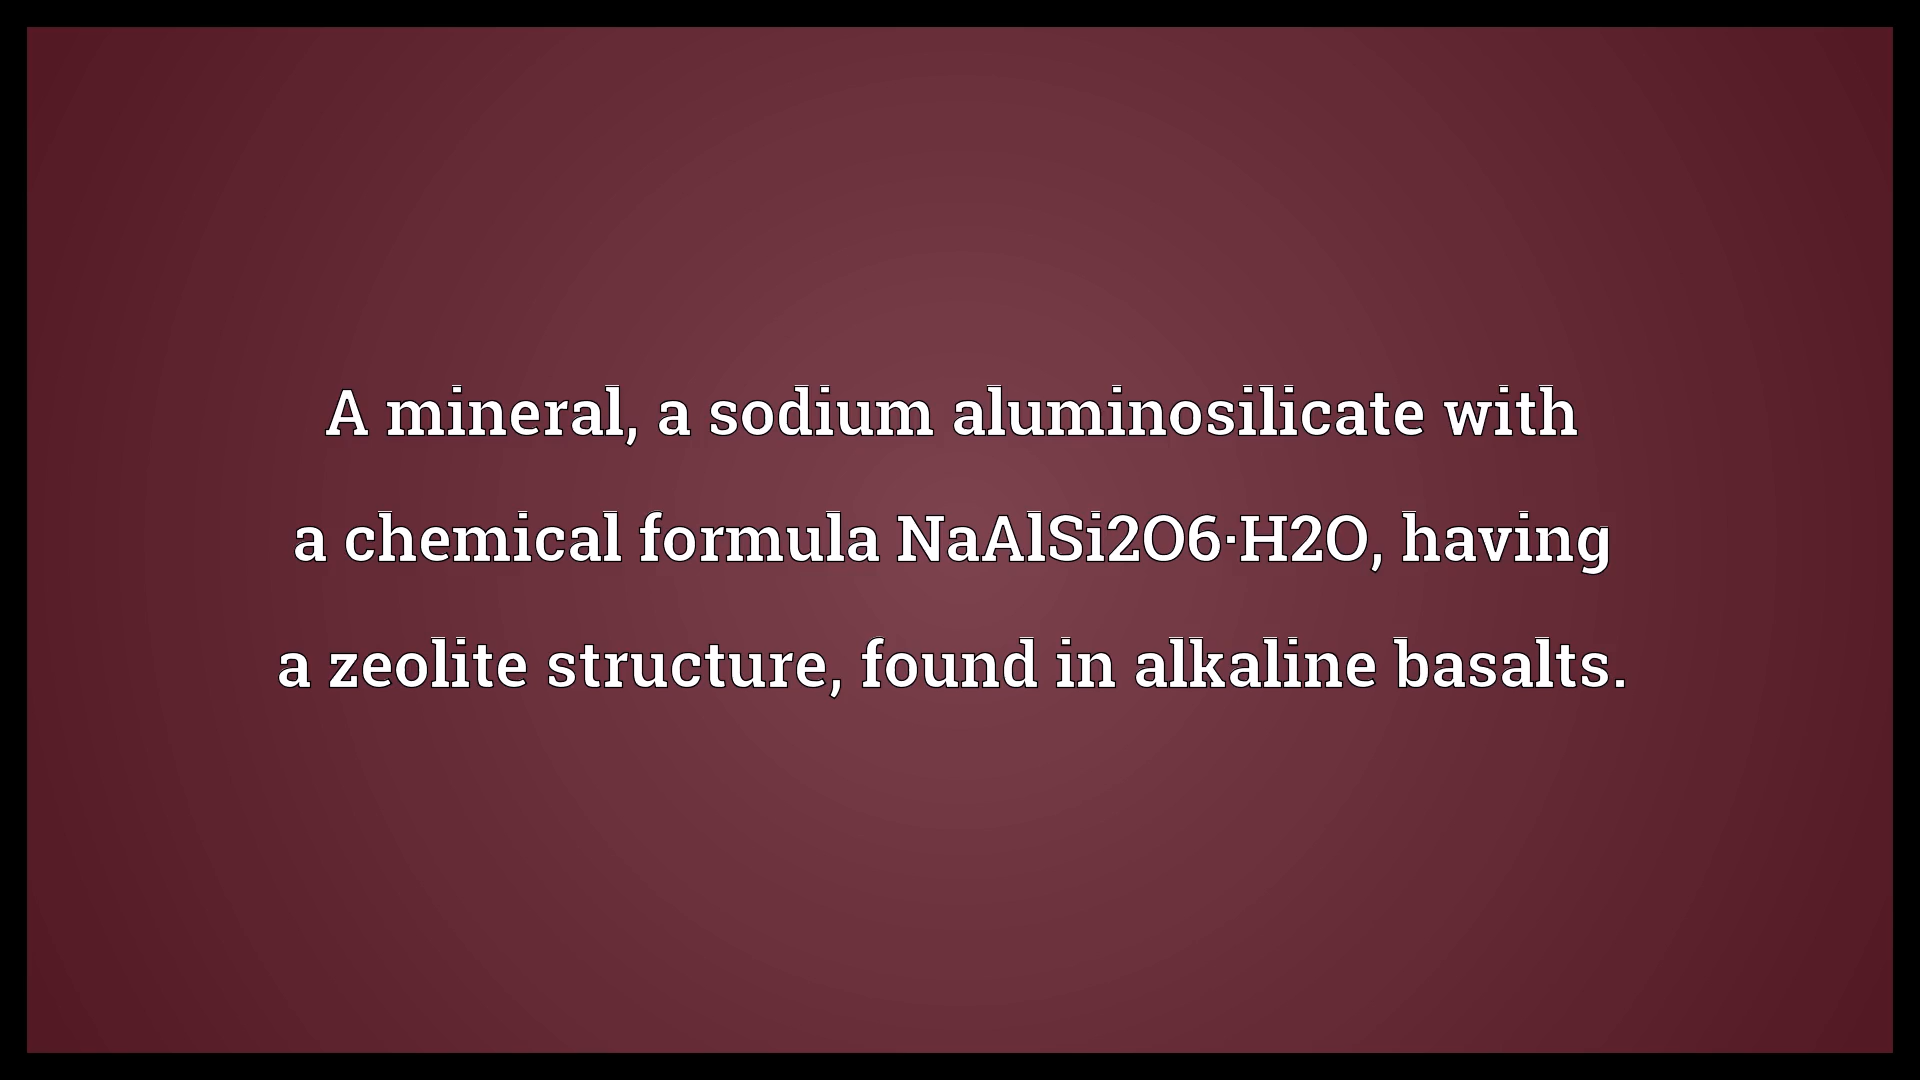 A mineral, a sodium aluminosilicate with
a chemical formula NaAlSi2O6·H2O, having
a zeolite structure, found in alkaline basalts.